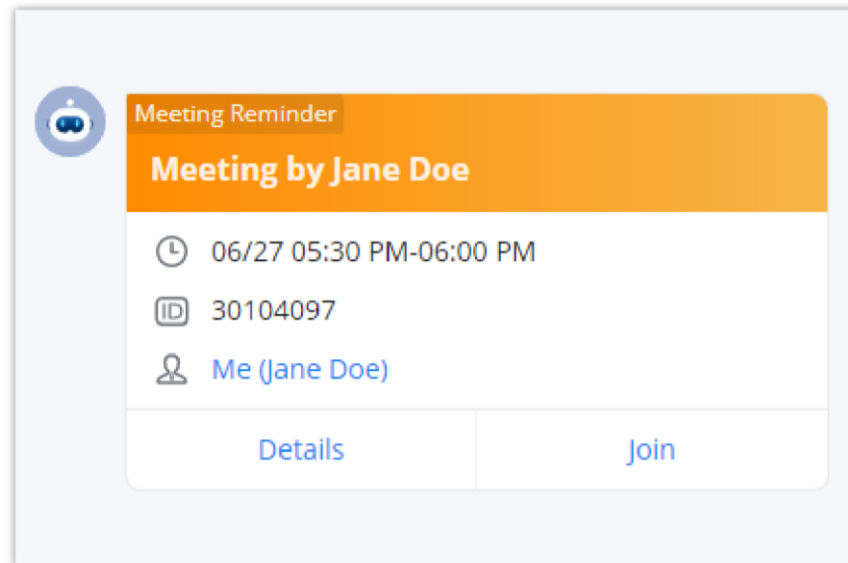 Meeting Reminder
Meeting by Jane Doe
06/27 05:30 PM-06:00 PM
ID
30104097
Me (Jane Doe)
Details
Join